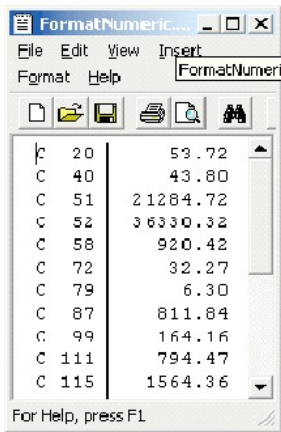 FormatNumeric....
File Edit View Insert
Format Help
FormatNumeri
C 20 53.72
C 40 43.80
C 51 21284.72
C 52 36330.32
C 58 920.42
C 72 32.27
C 79 6.30
C 87 811.84
C 99 164.16
C 111 794.47
C 115 1564.36
For Help, press F1